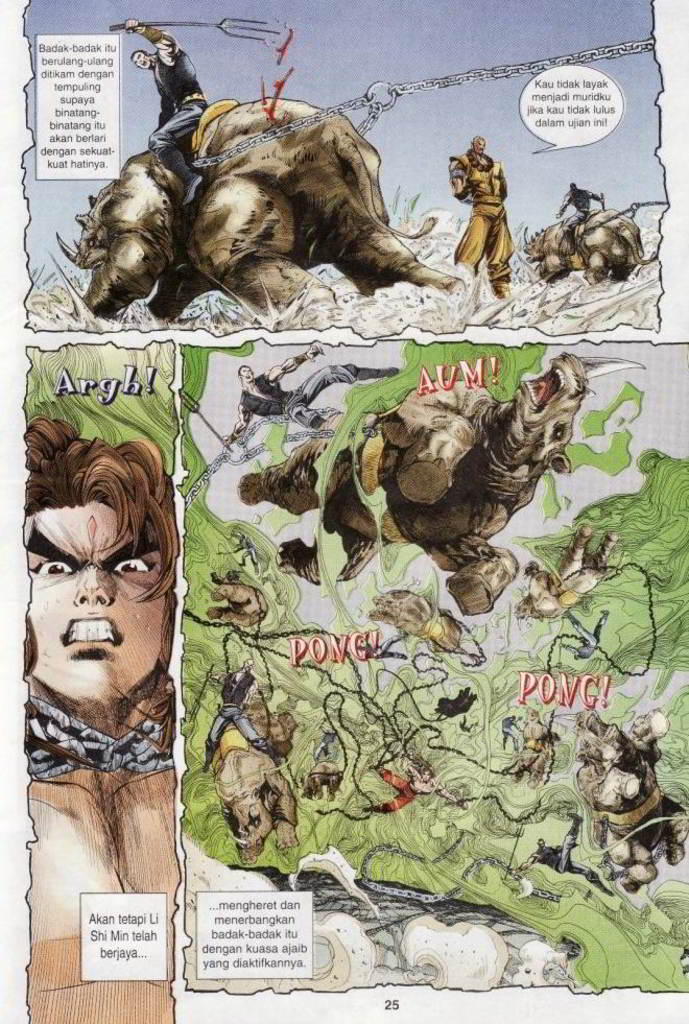 Badak-badak itu
berulang-ulang
ditikam dengan
tempuling
supaya
binatang-
binatang itu
akan berlari
dengan sekuat-
kuat hatinya.
Kau tidak layak
menjadi muridku
jika kau tidak lulus
dalam ujian ini!
Argh!
Akan tetapi Li
Shi Min telah
berjaya...
AUM!
PONG!
PONG!
...mengheret dan
menerbangkan
badak-badak itu
dengan kuasa ajaib
yang diaktifkannya.
25